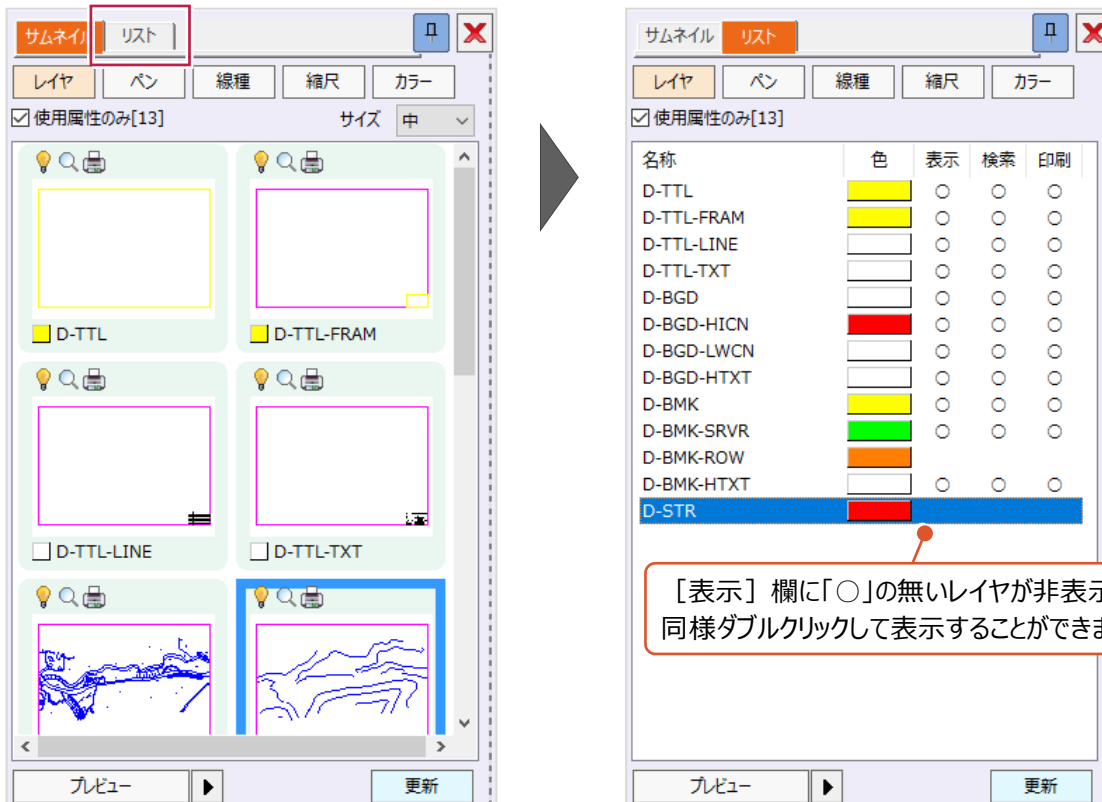 サムネイル リスト
レイヤ ペン 線種 縮尺 カラー
使用属性のみ[13] サイズ 中
D-TTL D-TTL-FRAM
D-TTL-LINE D-TTL-TXT
プレビュー 更新
サムネイル リスト
レイヤ ペン 線種 縮尺 カラー
使用属性のみ[13]
名称 色 表示 検索 印刷
D-TTL ○ ○ ○
D-TTL-FRAM ○ ○ ○
D-TTL-LINE ○ ○ ○
D-TTL-TXT ○ ○ ○
D-BGD ○ ○ ○
D-BGD-HICN ○ ○ ○
D-BGD-LWCN ○ ○ ○
D-BGD-HTXT ○ ○ ○
D-BMK ○ ○ ○
D-BMK-SRVR ○ ○ ○
D-BMK-ROW
D-BMK-HTXT ○ ○ ○
D-STR
［表示］欄に「○」の無いレイヤが非表示
同様ダブルクリックして表示することができま
プレビュー 更新